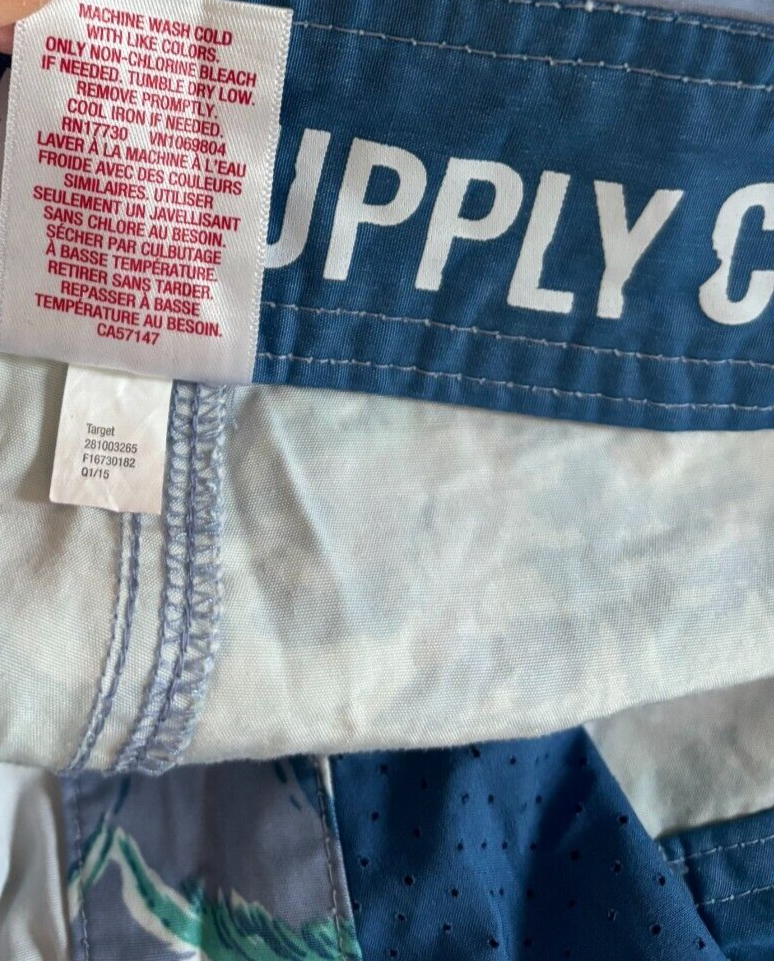 MACHINE WASH COLD
WITH LIKE COLORS.
ONLY NON-CHLORINE BLEACH
IF NEEDED. TUMBLE DRY LOW.
REMOVE PROMPTLY.
COOL IRON IF NEEDED.
RN17730 VN1069804
LAVER À LA MACHINE À L'EAU
FROIDE AVEC DES COULEURS
SIMILAIRES. UTILISER
SEULEMENT UN JAVELLISANT
SANS CHLORE AU BESOIN.
SÉCHER PAR CULBUTAGE
À BASSE TEMPÉRATURE.
RETIRER SANS TARDER.
REPASSER À BASSE
TEMPÉRATURE AU BESOIN.
CA57147
UPPLY C
Target
281003265
F16730182
Q1/15